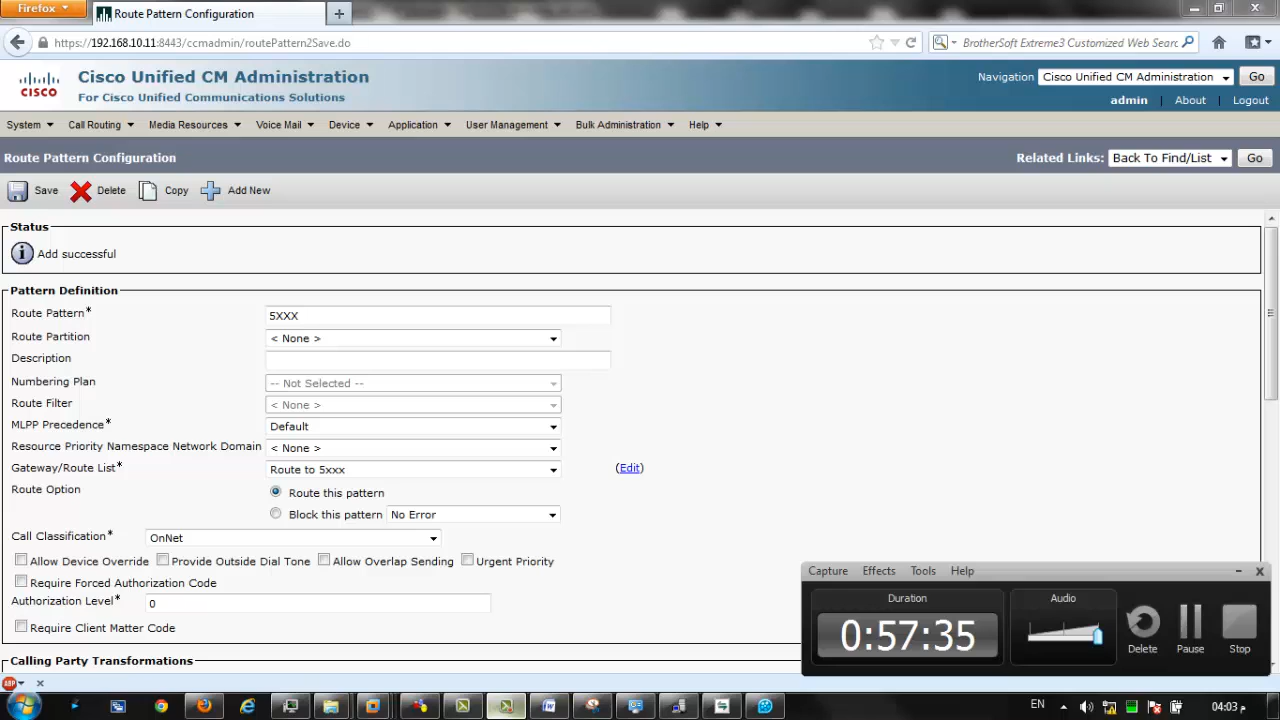 Firefox
Route Pattern Configuration
https://192.168.10.11:8443/ccmadmin/routePattern2Save.do
BrotherSoft Extreme3 Customized Web Searc
CISCO
Cisco Unified CM Administration
For Cisco Unified Communications Solutions
Navigation Cisco Unified CM Administration Go
admin | About | Logout
System Call Routing Media Resources Voice Mail Device Application User Management Bulk Administration Help
Route Pattern Configuration
Related Links: Back To Find/List Go
Save Delete Copy Add New
Status
i Add successful
Pattern Definition
Route Pattern* 5XXX
Route Partition < None >
Description
Numbering Plan -- Not Selected --
Route Filter < None >
MLPP Precedence* Default
Resource Priority Namespace Network Domain < None >
Gateway/Route List* Route to 5xxx (Edit)
Route Option Route this pattern
Block this pattern No Error
Call Classification* OnNet
Allow Device Override Provide Outside Dial Tone Allow Overlap Sending Urgent Priority
Require Forced Authorization Code
Authorization Level* 0
Require Client Matter Code
Calling Party Transformations
Capture Effects Tools Help
Duration Audio
0:57:35
Delete Pause Stop
ABP
EN 04:03 م